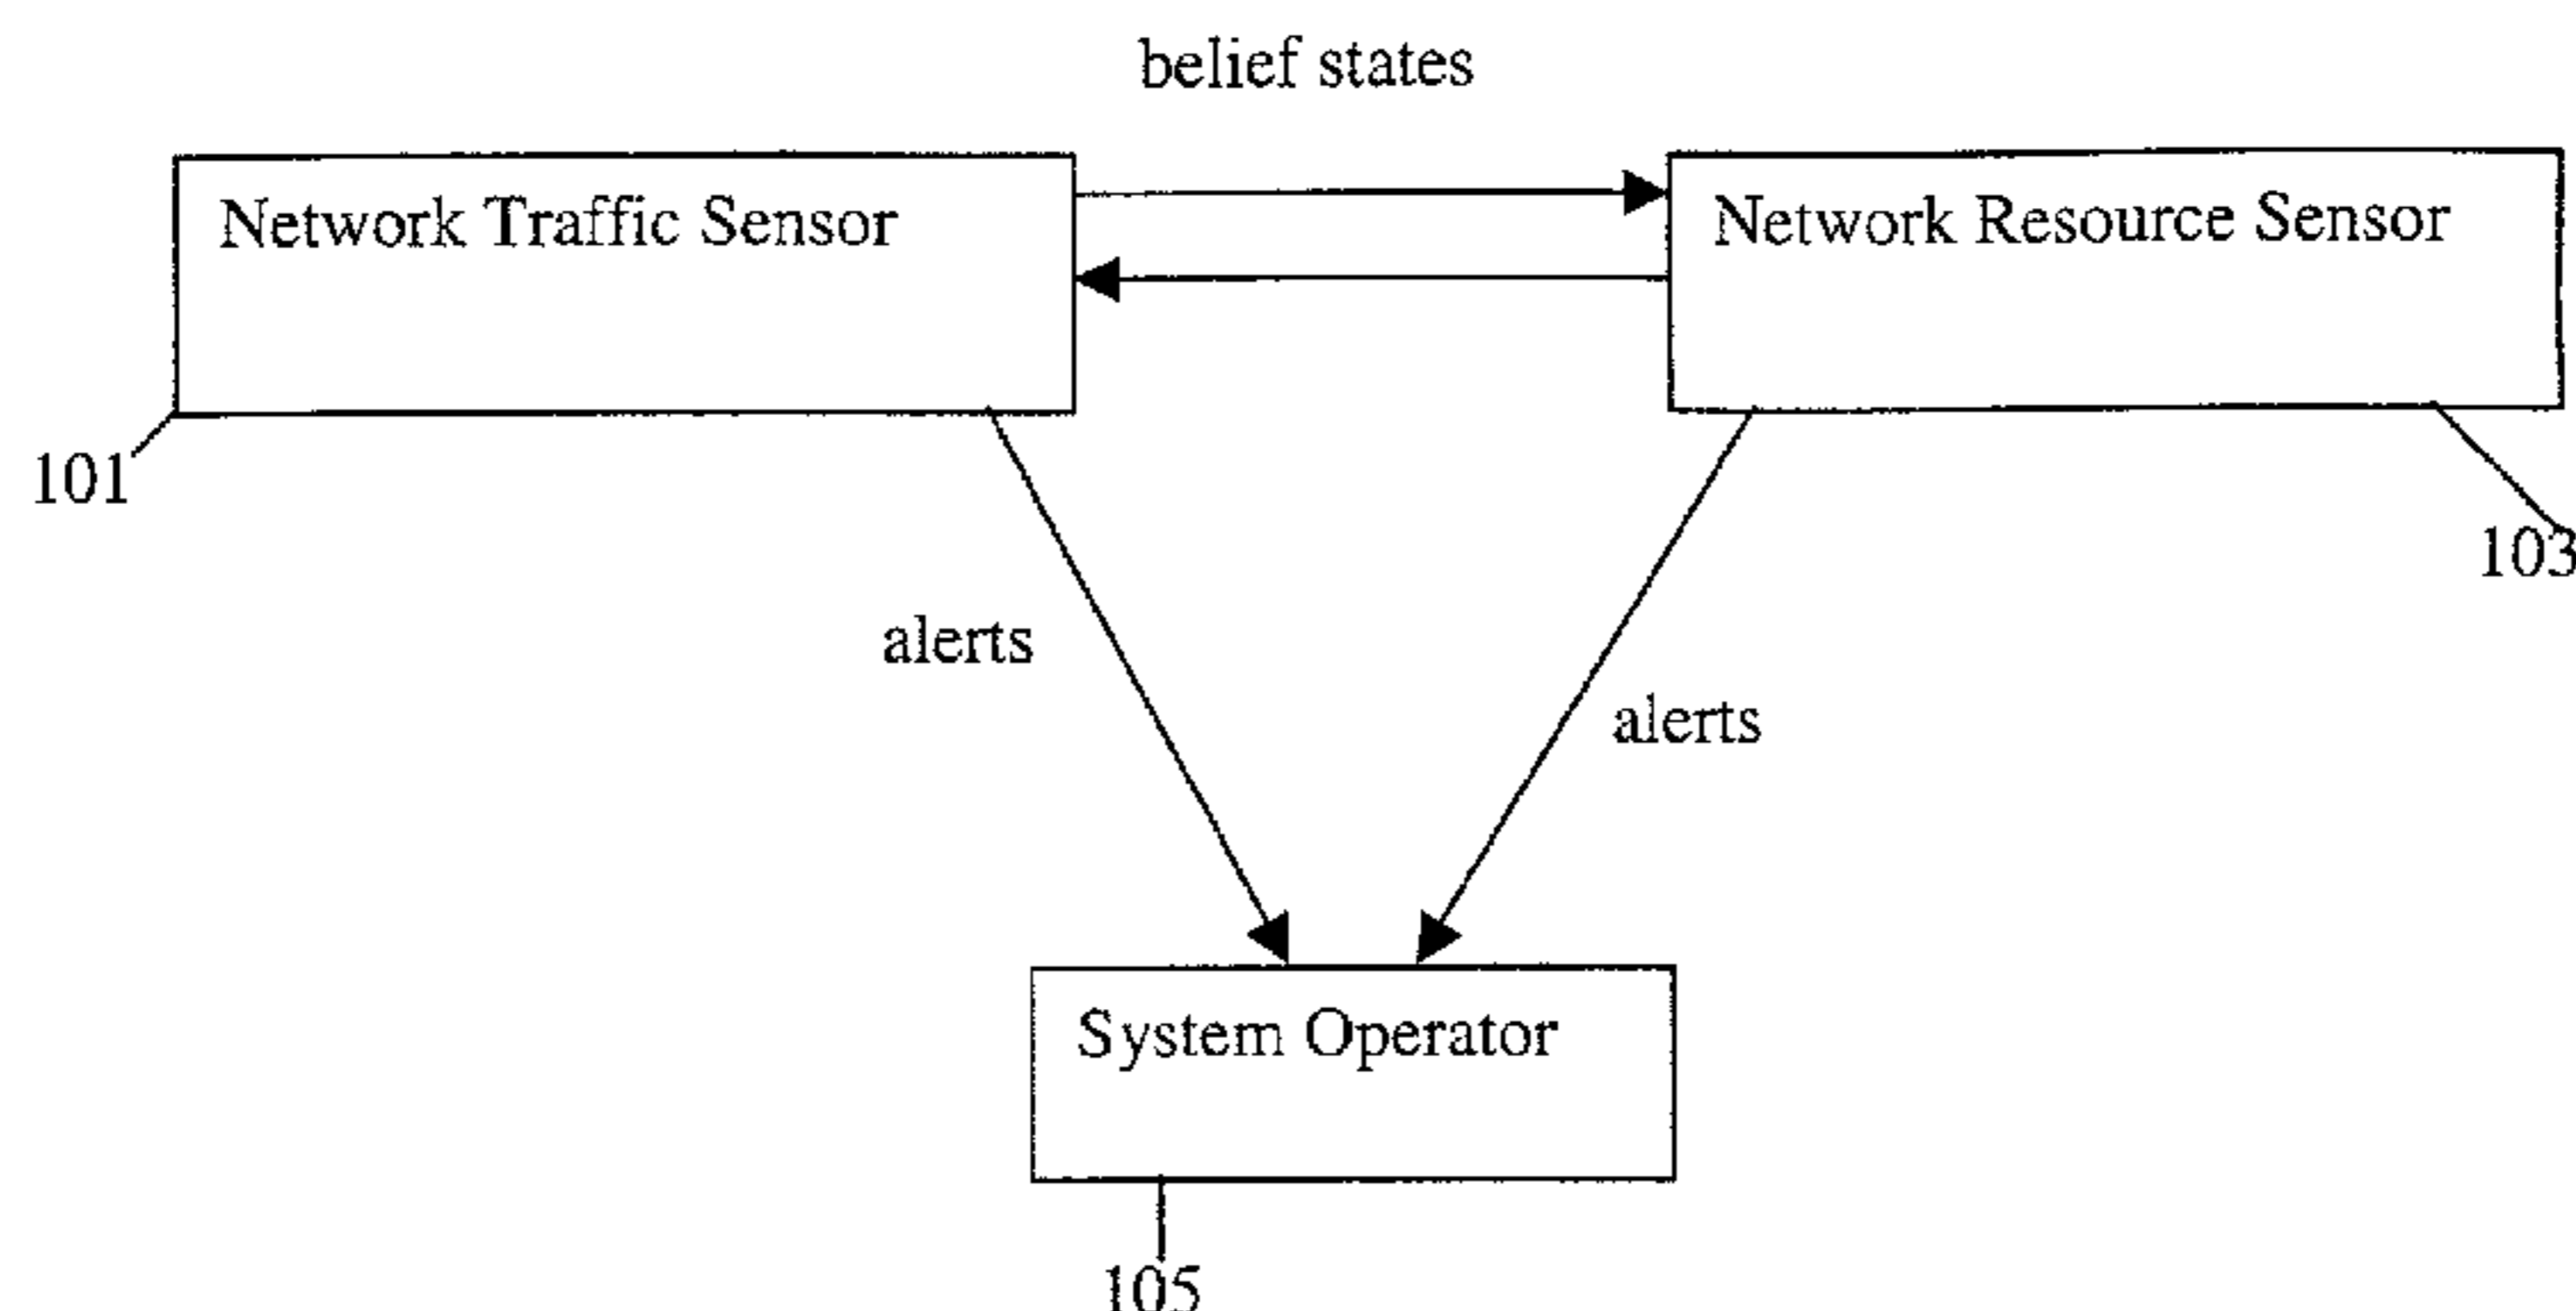 belief states
Network Traffic Sensor
Network Resource Sensor
101
103
alerts
alerts
System Operator
105